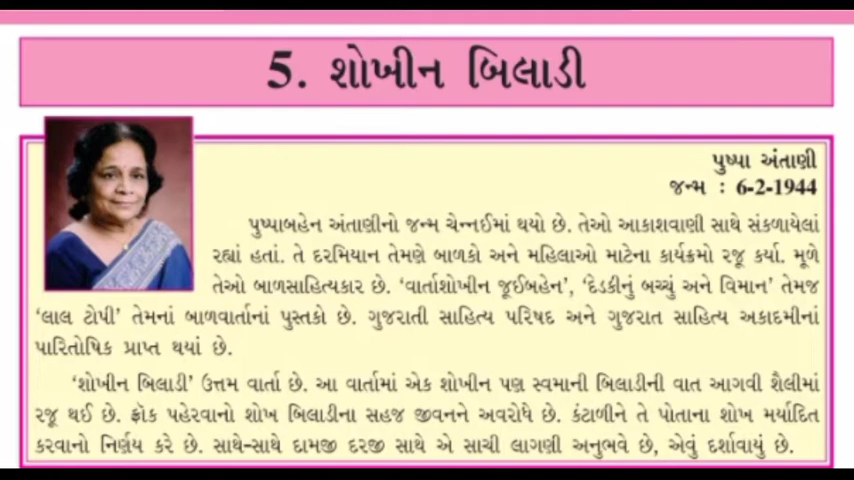 5. શોખીન બિલાડી
પુષ્પા અંતાણી
જન્મ : 6-2-1944
પુષ્પાબહેન અંતાણીનો જન્મ ચેન્નઈમાં થયો છે. તેઓ આકાશવાણી સાથે સંકળાયેલાં
રહ્યાં હતાં. તે દરમિયાન તેમણે બાળકો અને મહિલાઓ માટેના કાર્યક્રમો રજૂ કર્યા. મૂળે
તેઓ બાળસાહિત્યકાર છે. ‘વાર્તાશોખીન જૂઈબહેન’, ‘દેડકીનું બચ્ચું અને વિમાન’ તેમજ
‘લાલ ટોપી’ તેમનાં બાળવાર્તાનાં પુસ્તકો છે. ગુજરાતી સાહિત્ય પરિષદ અને ગુજરાત સાહિત્ય અકાદમીનાં
પારિતોષિક પ્રાપ્ત થયાં છે.
‘શોખીન બિલાડી’ ઉત્તમ વાર્તા છે. આ વાર્તામાં એક શોખીન પણ સ્વમાની બિલાડીની વાત આગવી શૈલીમાં
રજૂ થઈ છે. ફ્રૉક પહેરવાનો શોખ બિલાડીના સહજ જીવનને અવરોધે છે. કંટાળીને તે પોતાના શોખ મર્યાદિત
કરવાનો નિર્ણય કરે છે. સાથે-સાથે દામજી દરજી સાથે એ સાચી લાગણી અનુભવે છે, એવું દર્શાવાયું છે.